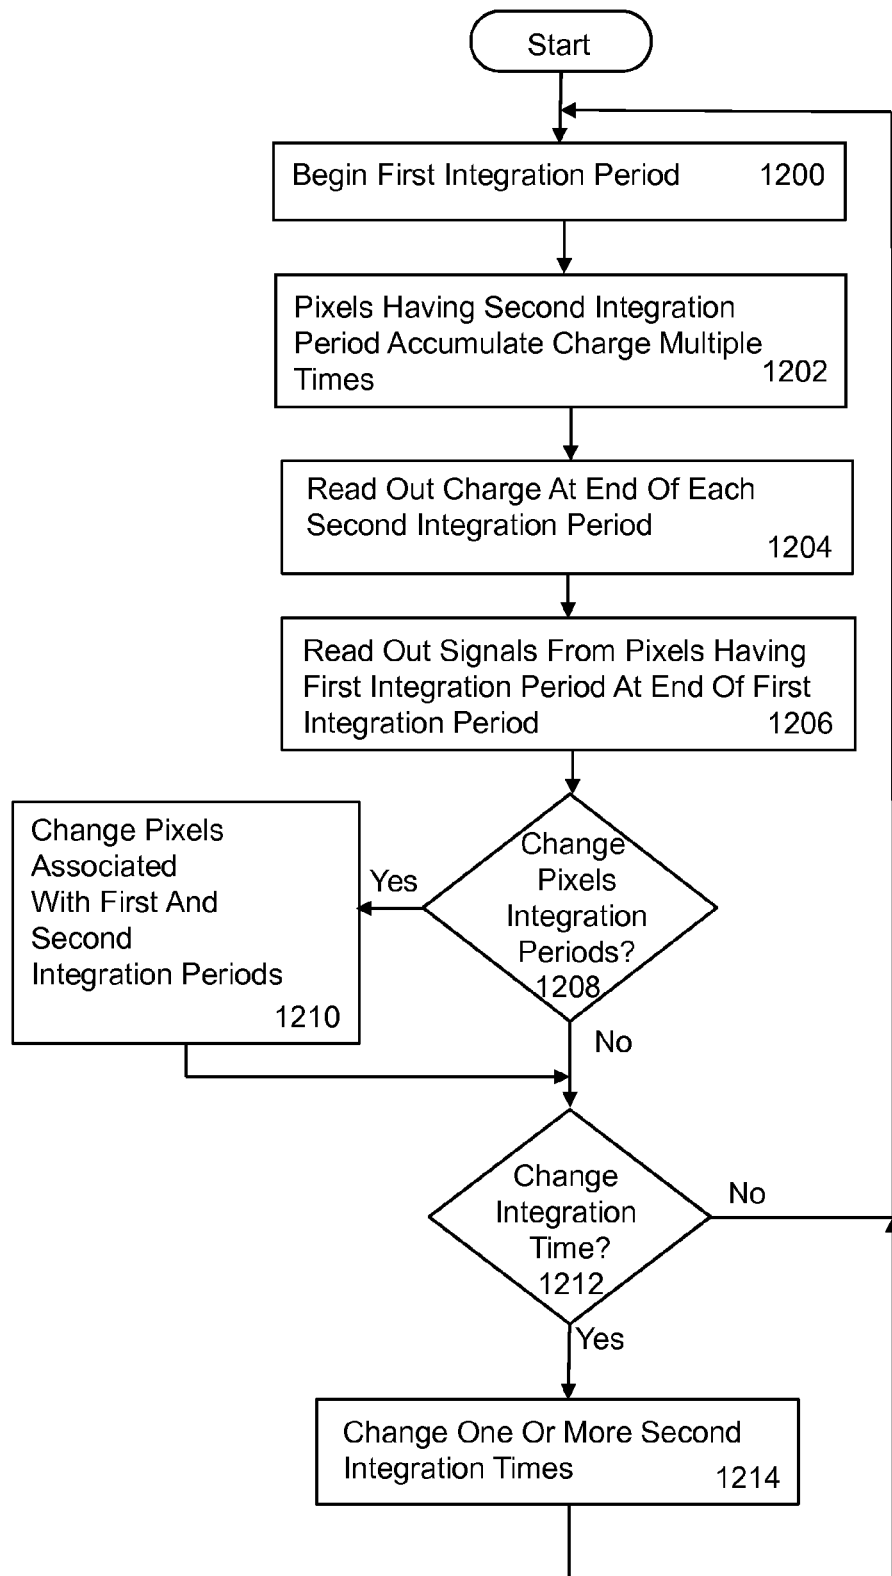 Start
Begin First Integration Period 1200
Pixels Having Second Integration
Period Accumulate Charge Multiple
Times
1202
Read Out Charge At End Of Each
Second Integration Period
1204
Read Out Signals From Pixels Having
First Integration Period At End Of First
Integration Period
1206
Change
Pixels
Integration
Periods?
1208
Yes
Change Pixels
Associated
With First And
Second
Integration Periods
1210
No
Change
Integration
Time?
1212
No
Yes
Change One Or More Second
Integration Times
1214